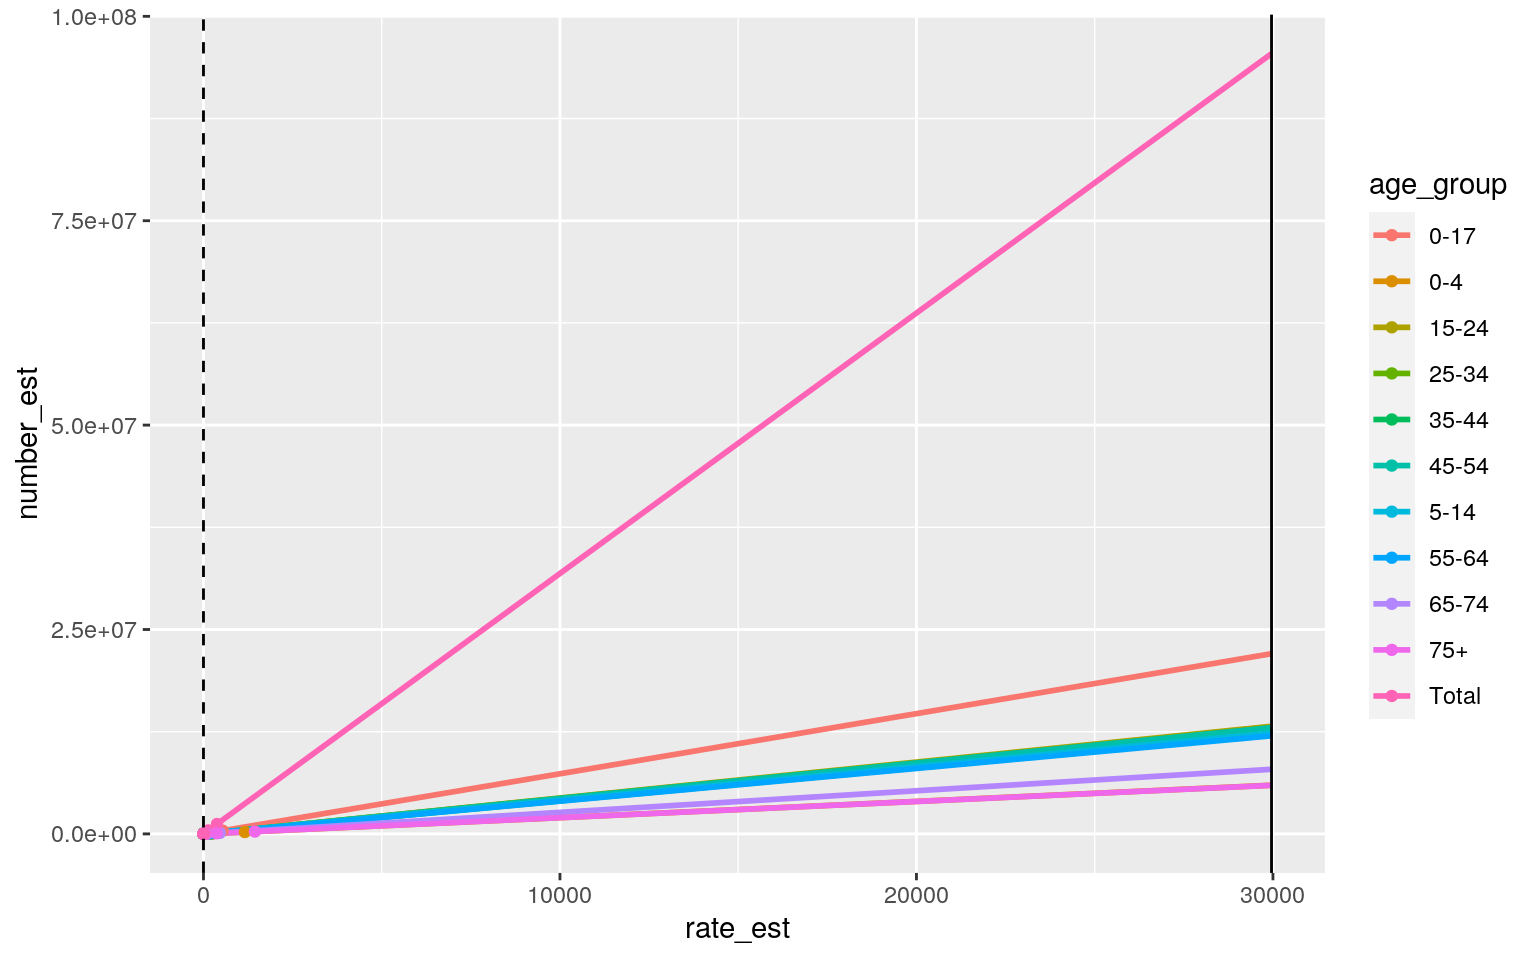 1.0e+08
7.5e+07
5.0e+07
2.5e+07
0.0e+00
number_est
0 10000 20000 30000
rate_est
age_group
0-17
0-4
15-24
25-34
35-44
45-54
5-14
55-64
65-74
75+
Total